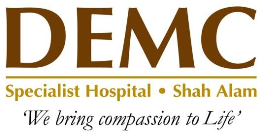 DEMC
Specialist Hospital • Shah Alam
‘We bring compassion to Life’